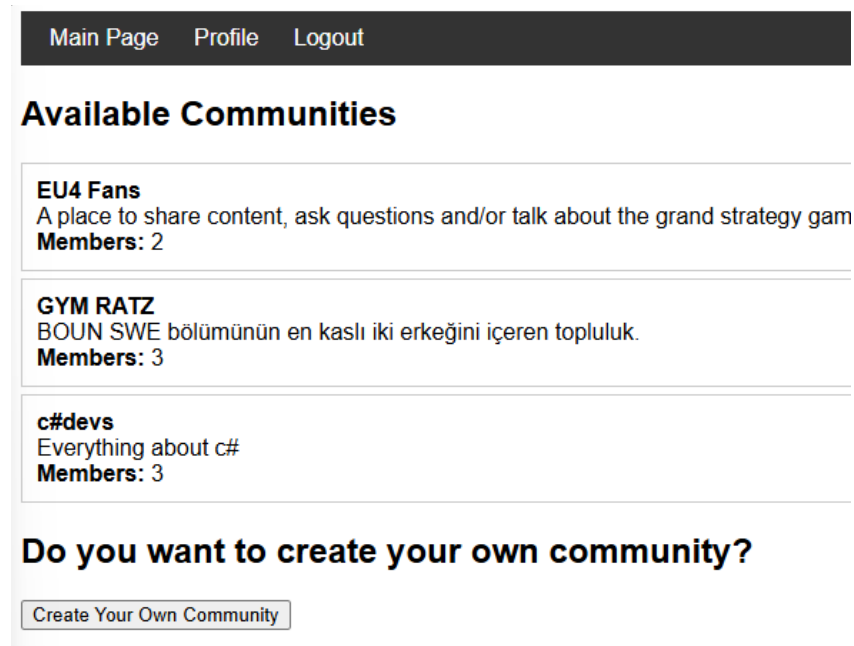 Main Page Profile Logout
Available Communities
EU4 Fans
A place to share content, ask questions and/or talk about the grand strategy
Members: 2
GYM RATZ
BOUN SWE bölümünün en kaslı iki erkeğini içeren topluluk.
Members: 3
c#devs
Everything about c#
Members: 3
Do you want to create your own community?
Create Your Own Community